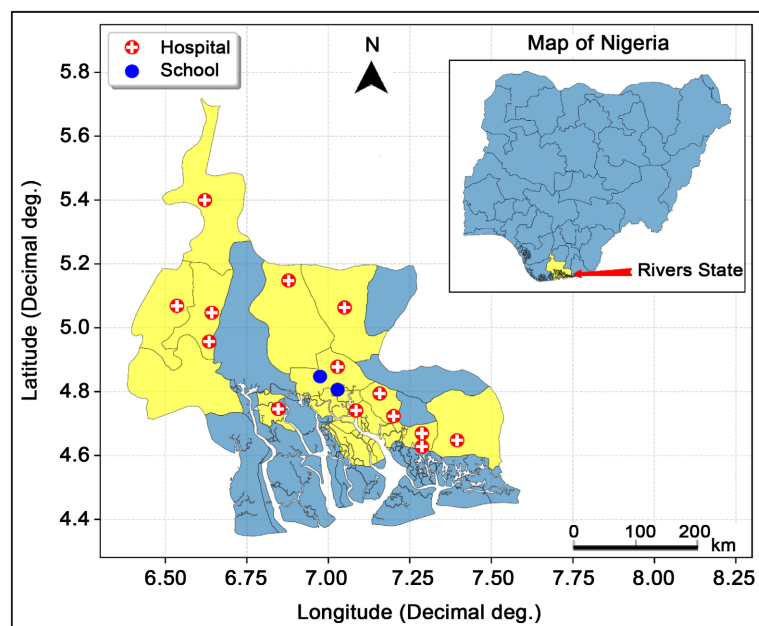 Hospital
School
N
Map of Nigeria
Rivers State
5.8
5.6
5.4
5.2
5.0
4.8
4.6
4.4
Latitude (Decimal deg.)
0 100 200
km
6.50 6.75 7.00 7.25 7.50 7.75 8.00 8.25
Longitude (Decimal deg.)